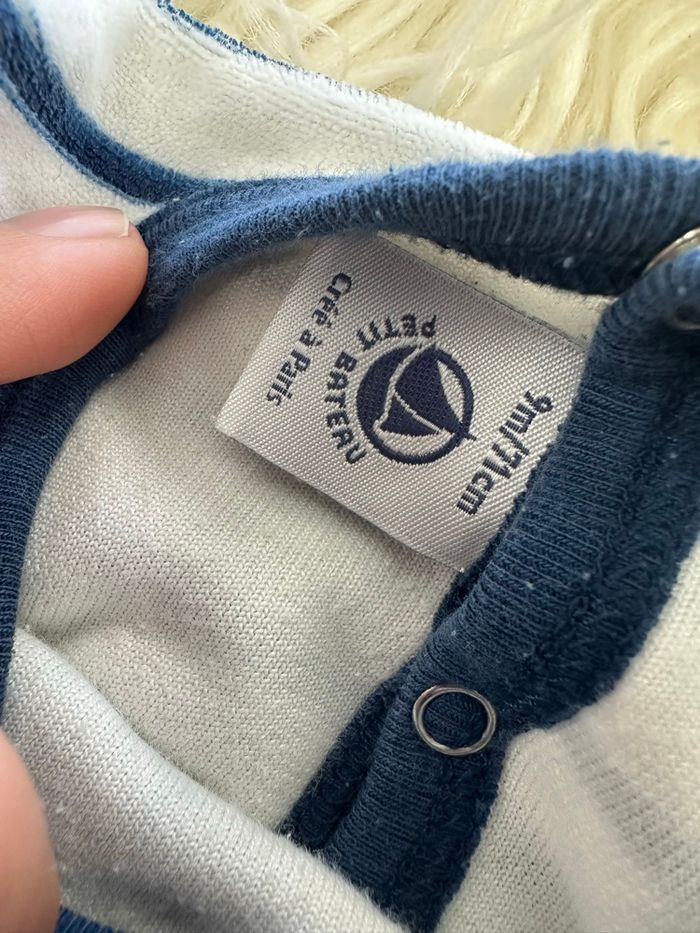 Créé à Paris
PETIT BATEAU
9m/71cm